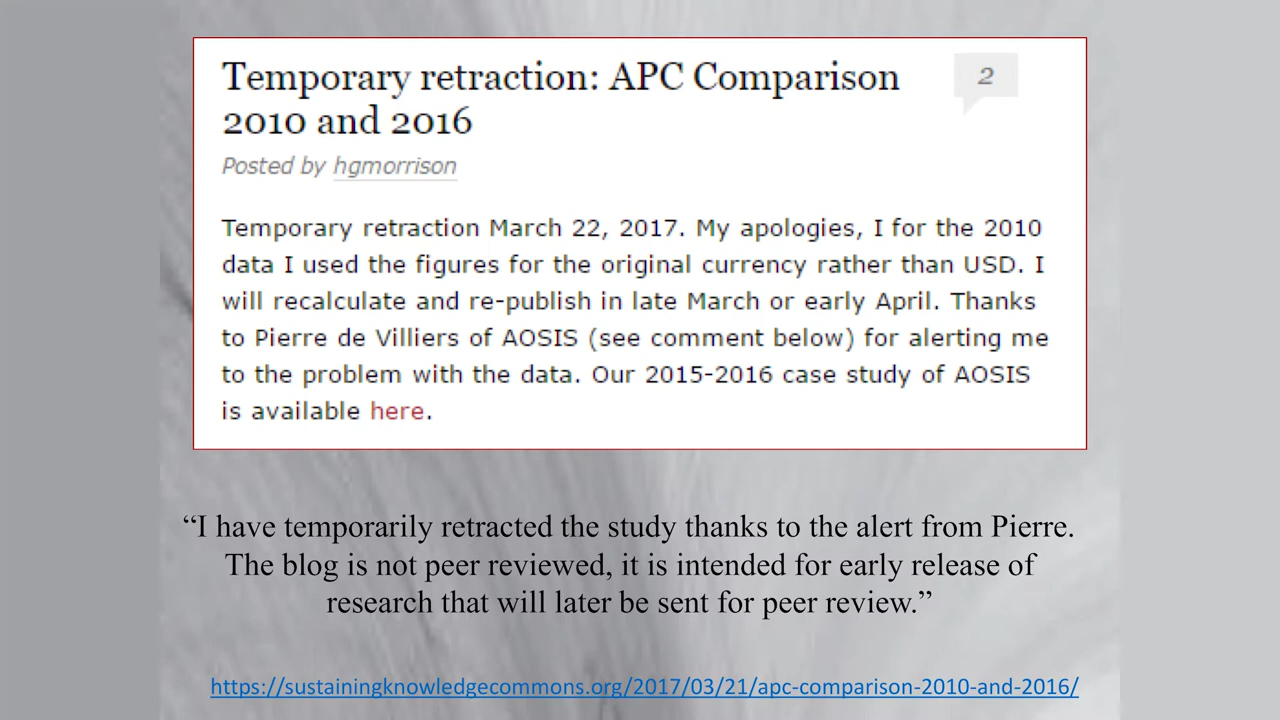 Temporary retraction: APC Comparison
2010 and 2016
2
Posted by hgmorrison
Temporary retraction March 22, 2017. My apologies, I for the 2010
data I used the figures for the original currency rather than USD. I
will recalculate and re-publish in late March or early April. Thanks
to Pierre de Villiers of AOSIS (see comment below) for alerting me
to the problem with the data. Our 2015-2016 case study of AOSIS
is available here.
“I have temporarily retracted the study thanks to the alert from Pierre.
The blog is not peer reviewed, it is intended for early release of
research that will later be sent for peer review.”
https://sustainingknowledgecommons.org/2017/03/21/apc-comparison-2010-and-2016/